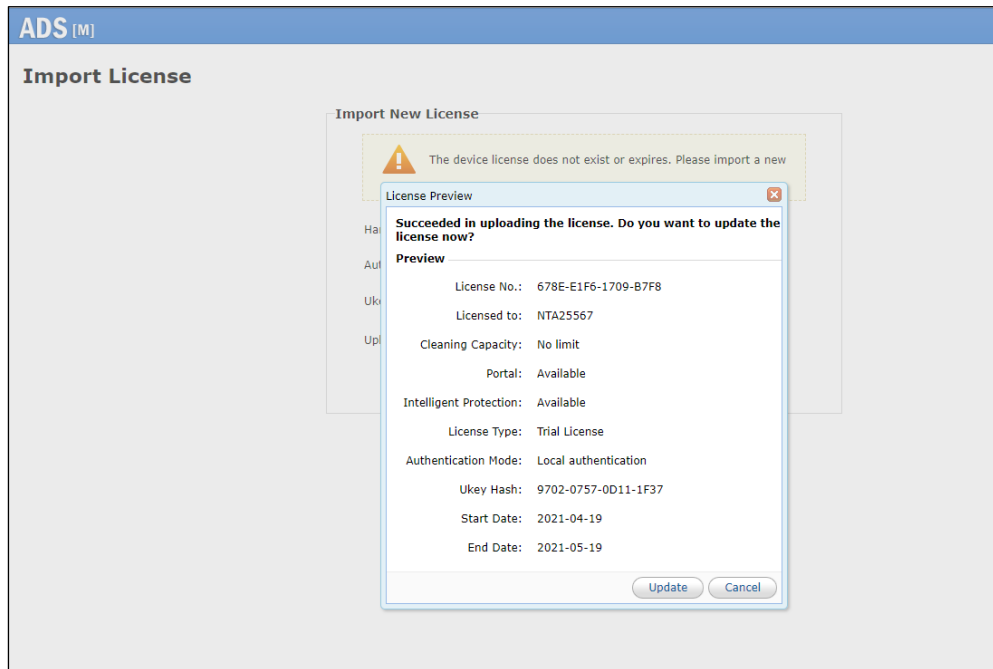 ADS [M]
Import License
Import New License
The device license does not exist or expires. Please import a new
License Preview
Succeeded in uploading the license. Do you want to update the
license now?
Preview
License No.: 678E-E1F6-1709-B7F8
Licensed to: NTA25567
Cleaning Capacity: No limit
Portal: Available
Intelligent Protection: Available
License Type: Trial License
Authentication Mode: Local authentication
Ukey Hash: 9702-0757-0D11-1F37
Start Date: 2021-04-19
End Date: 2021-05-19
Update Cancel